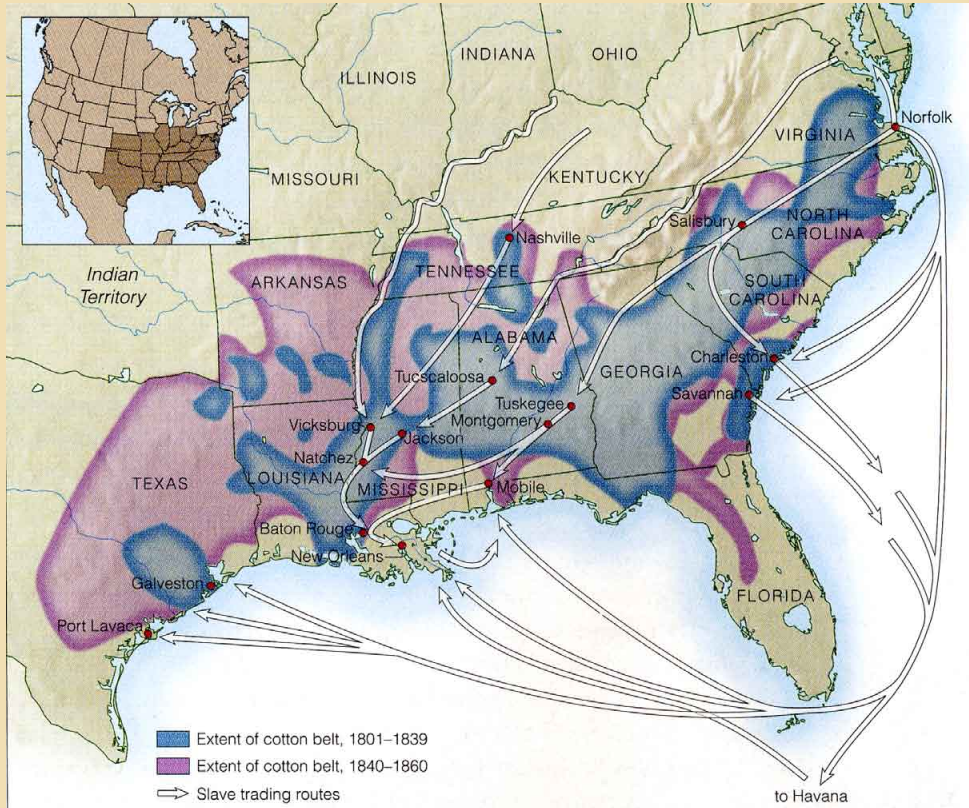 ILLINOIS
INDIANA
OHIO
MISSOURI
KENTUCKY
VIRGINIA
Norfolk
Salisbury
NORTH
CAROLINA
Nashville
TENNESSEE
Indian
Territory
ARKANSAS
SOUTH
CAROLINA
ALABAMA
Charleston
GEORGIA
Tucscaloosa
Savannah
Tuskegee
Montgomery
Vicksburg
Jackson
Natchez
TEXAS
LOUISIANA
MISSISSIPPI
Mobile
Baton Rouge
New Orleans
Galveston
FLORIDA
Port Lavaca
Extent of cotton belt, 1801–1839
Extent of cotton belt, 1840–1860
Slave trading routes
to Havana